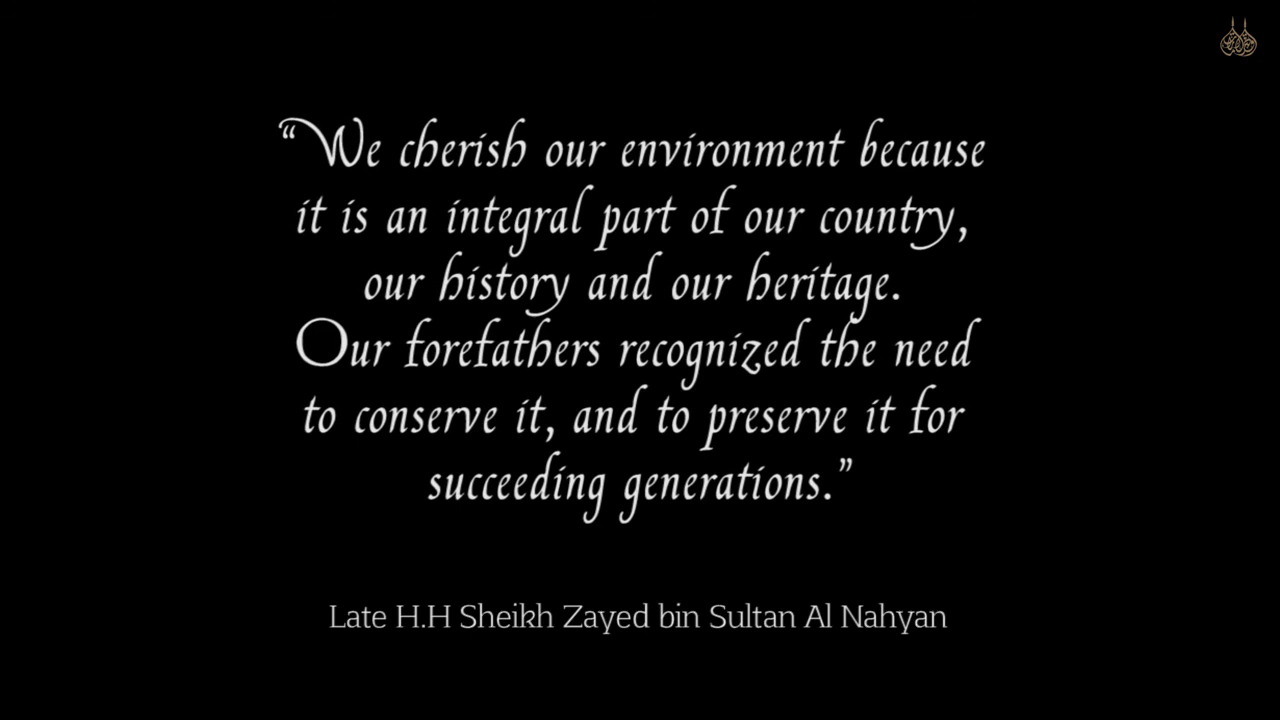 “We cherish our environment because
it is an integral part of our country,
our history and our heritage.
Our forefathers recognized the need
to conserve it, and to preserve it for
succeeding generations.”
Late H.H Sheikh Zayed bin Sultan Al Nahyan